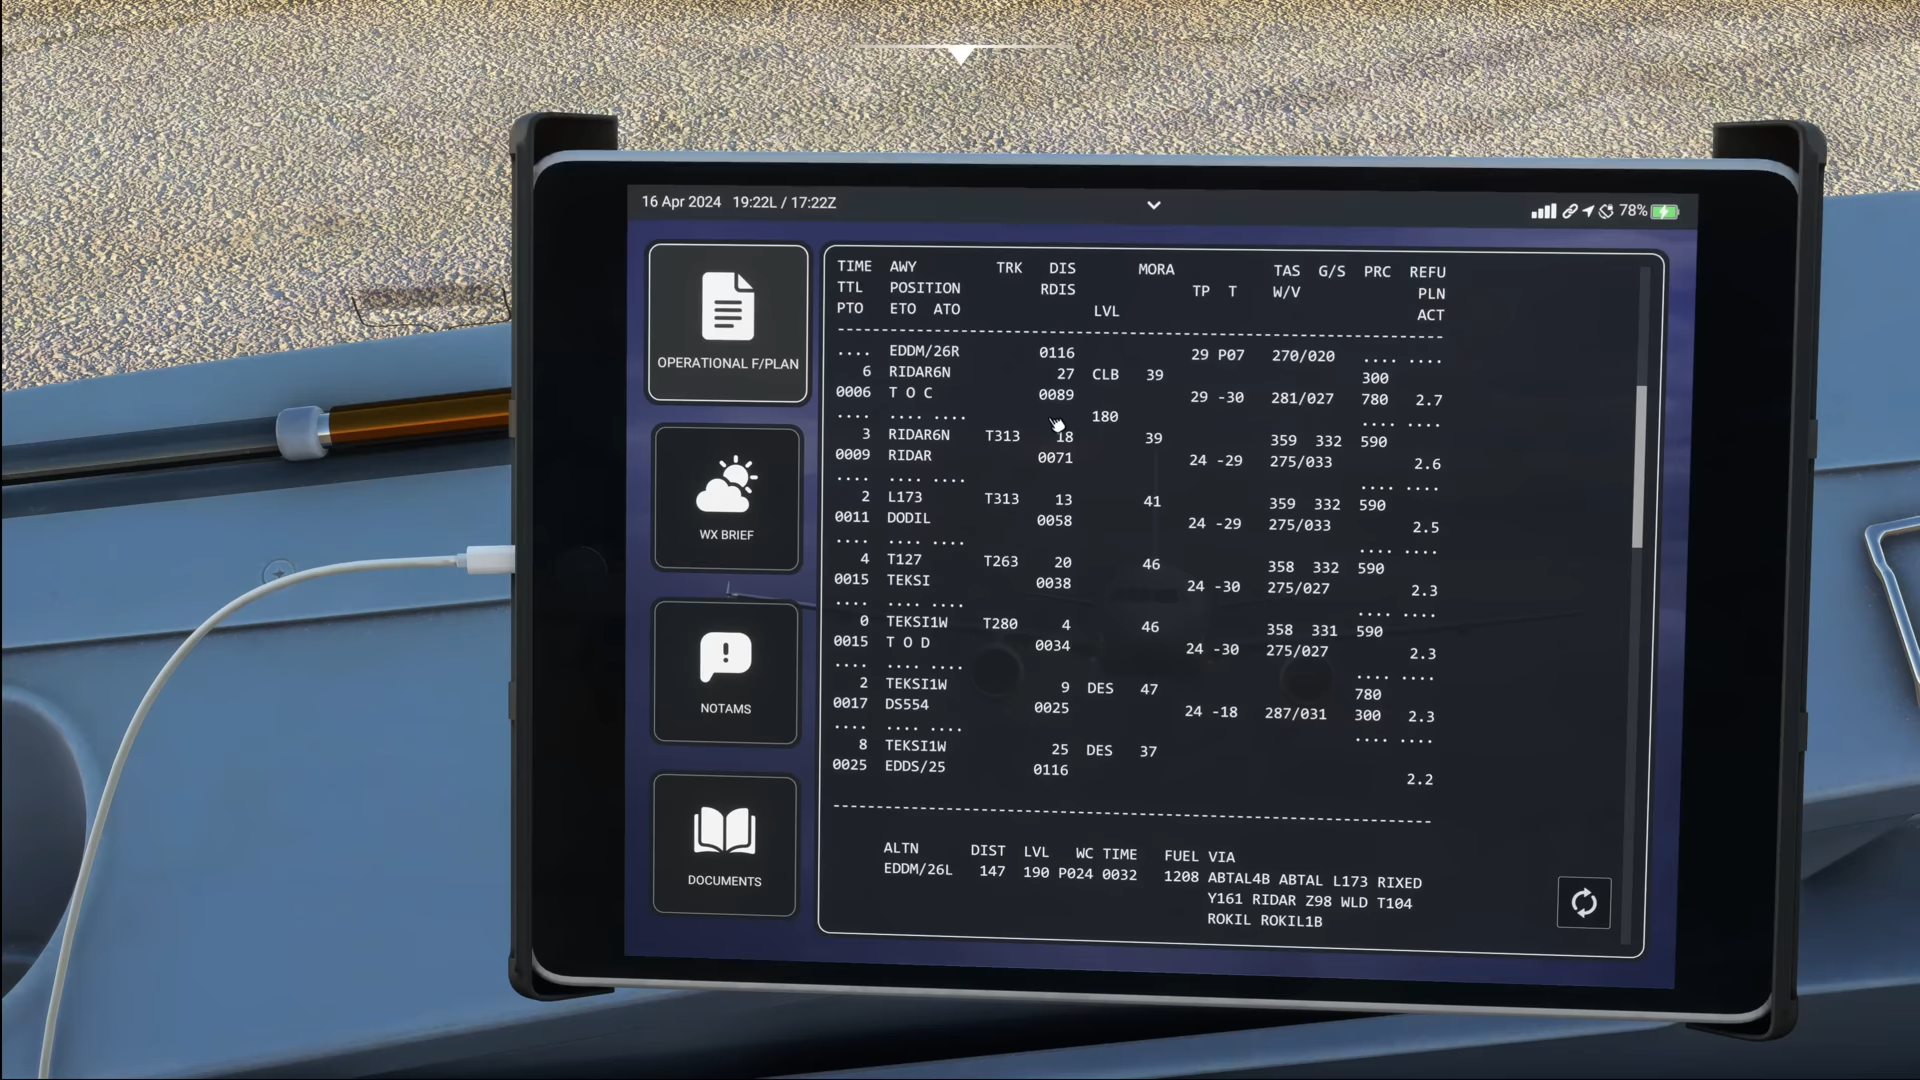 16 Apr 2024 19:22L / 17:22Z 78%
OPERATIONAL F/PLAN
WX BRIEF
NOTAMS
DOCUMENTS
TIME AWY TRK DIS MORA TAS G/S PRC REFU
TTL POSITION RDIS TP T W/V PLN
PTO ETO ATO LVL ACT
--------------------------------------------------------------
.... EDDM/26R 0116 29 P07 270/020 .... ....
6 RIDAR6N 27 CLB 39 300
0006 T O C 0089 29 -30 281/027 780 2.7
.... .... .... 180 .... ....
3 RIDAR6N T313 18 39 359 332 590
0009 RIDAR 0071 24 -29 275/033 2.6
.... .... .... .... ....
2 L173 T313 13 41 359 332 590
0011 DODIL 0058 24 -29 275/033 2.5
.... .... .... .... ....
4 T127 T263 20 46 358 332 590
0015 TEKSI 0038 24 -30 275/027 2.3
.... .... .... .... ....
0 TEKSI1W T280 4 46 358 331 590
0015 T O D 0034 24 -30 275/027 2.3
.... .... .... .... ....
2 TEKSI1W 9 DES 47 780
0017 DS554 0025 24 -18 287/031 300 2.3
.... .... .... .... ....
8 TEKSI1W 25 DES 37
0025 EDDS/25 0116 2.2
--------------------------------------------------------------
ALTN DIST LVL WC TIME FUEL VIA
EDDM/26L 147 190 P024 0032 1208 ABTAL4B ABTAL L173 RIXED
Y161 RIDAR Z98 WLD T104
ROKIL ROKIL1B